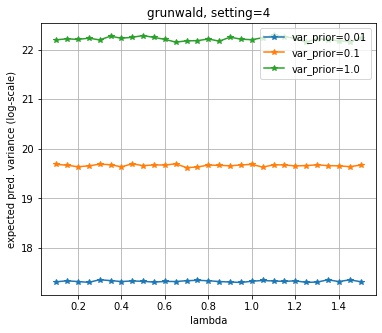 grunwald, setting=4
expected pred. variance (log-scale)
22
21
20
19
18
var_prior=0.01
var_prior=0.1
var_prior=1.0
0.2 0.4 0.6 0.8 1.0 1.2 1.4
lambda